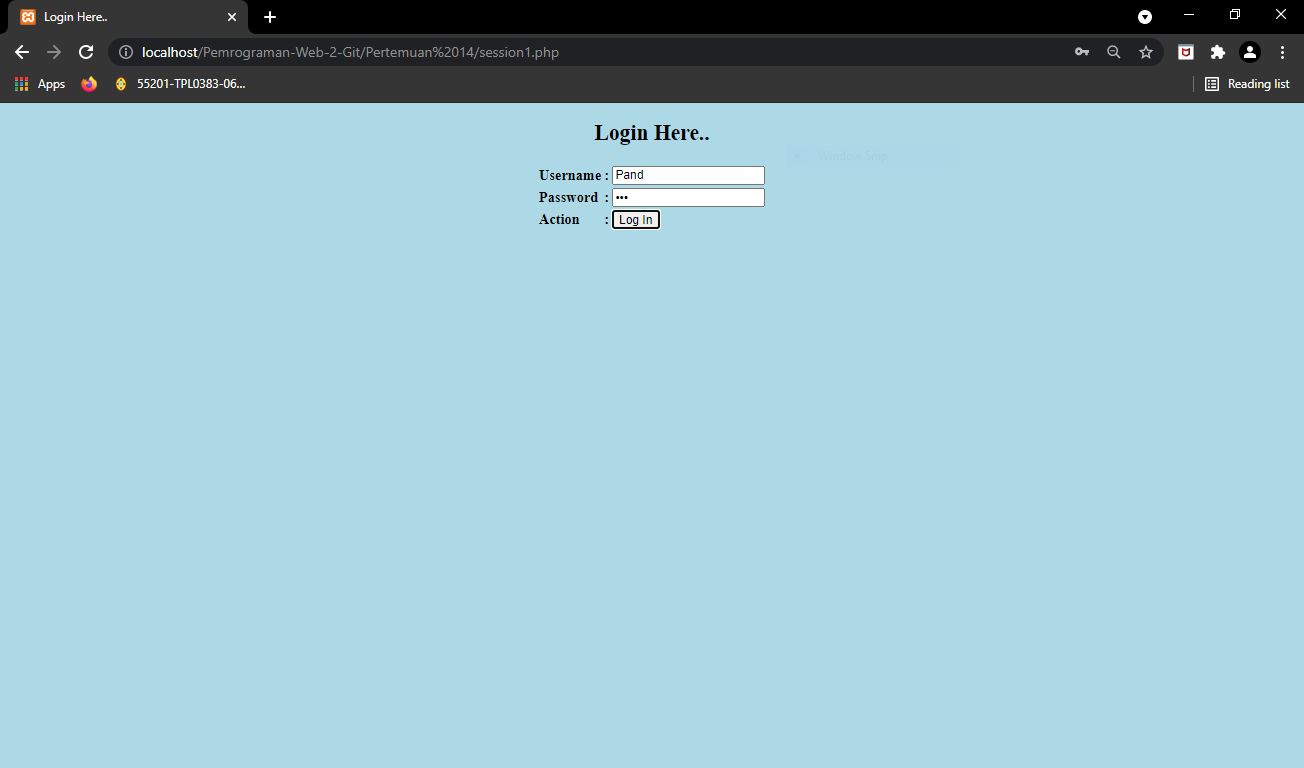 Login Here..
localhost/Pemrograman-Web-2-Git/Pertemuan%2014/session1.php
Apps 55201-TPL0383-06... Reading list
Login Here..
Window Snip
Username : Pand
Password : •••
Action : Log In